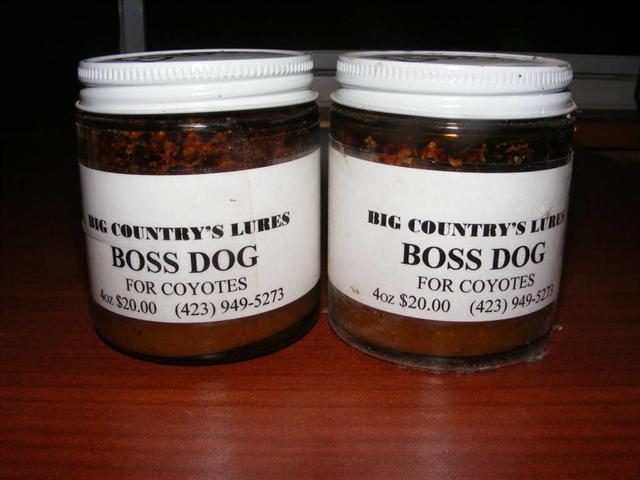 BIG COUNTRY'S LURES
BOSS DOG
FOR COYOTES
4oz $20.00 (423) 949-5273
BIG COUNTRY'S LURES
BOSS DOG
FOR COYOTES
4oz $20.00 (423) 949-5273